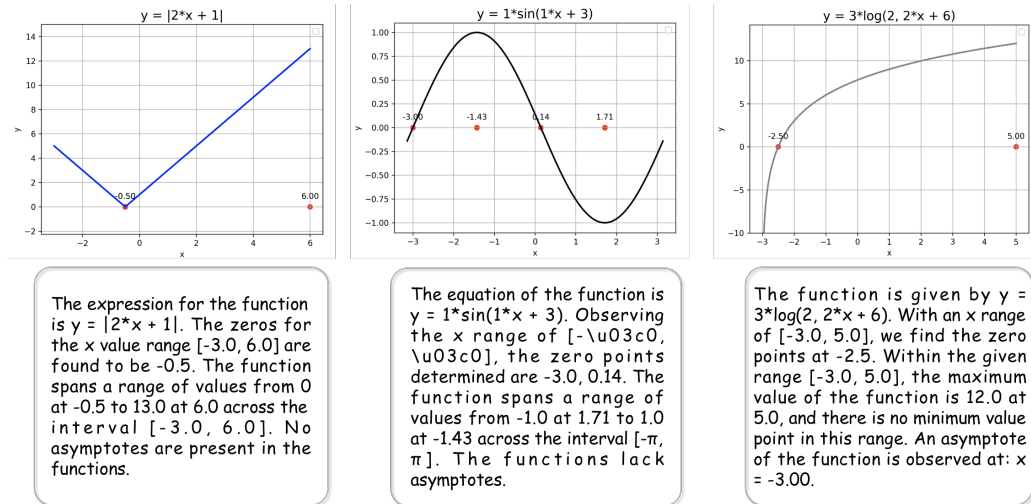 y = |2*x + 1|
14
12
10
8
6
4
2
0
−2
y
-0.50
6.00
−2
0
2
4
6
x
y = 1*sin(1*x + 3)
1.00
0.75
0.50
0.25
0.00
−0.25
−0.50
−0.75
−1.00
y
-3.00
-1.43
0.14
1.71
−3
−2
−1
0
1
2
3
x
y = 3*log(2, 2*x + 6)
10
5
0
−5
−10
y
-2.50
5.00
−3
−2
−1
0
1
2
3
4
5
x
The expression for the function
is y = |2*x + 1|. The zeros for
the x value range [-3.0, 6.0] are
found to be -0.5. The function
spans a range of values from 0
at -0.5 to 13.0 at 6.0 across the
interval [-3.0, 6.0]. No
asymptotes are present in the
functions.
The equation of the function is
y = 1*sin(1*x + 3). Observing
the x range of [-\u03c0,
\u03c0], the zero points
determined are -3.0, 0.14. The
function spans a range of
values from -1.0 at 1.71 to 1.0
at -1.43 across the interval [-π,
π]. The functions lack
asymptotes.
The function is given by y =
3*log(2, 2*x + 6). With an x range
of [-3.0, 5.0], we find the zero
points at -2.5. Within the given
range [-3.0, 5.0], the maximum
value of the function is 12.0 at
5.0, and there is no minimum value
point in this range. An asymptote
of the function is observed at: x
= -3.00.